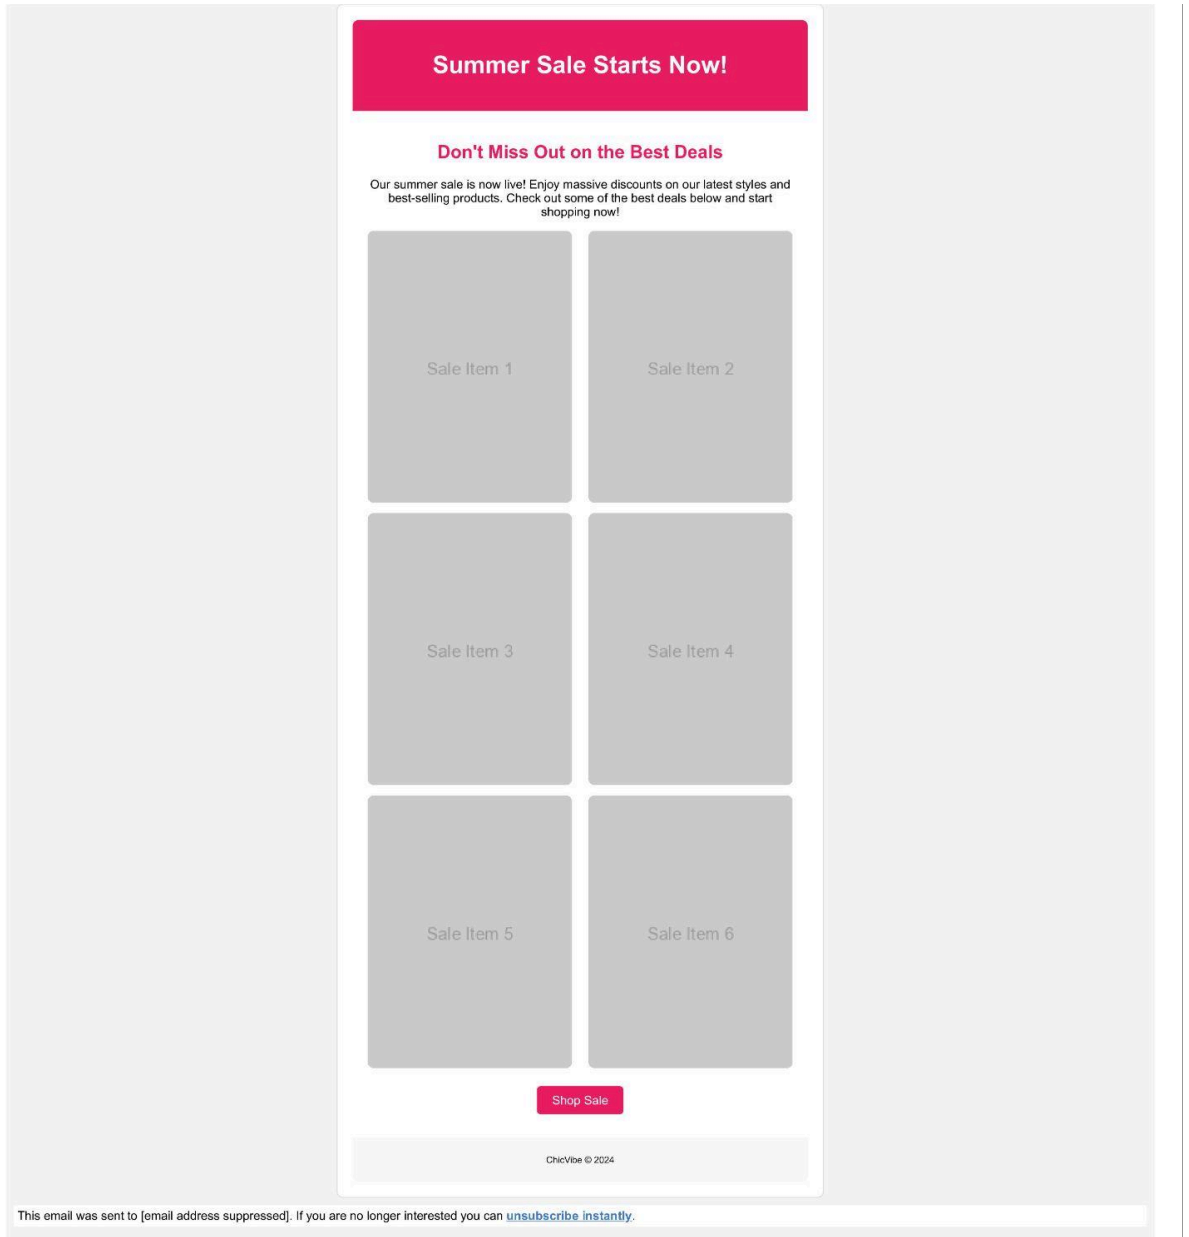 Summer Sale Starts Now!
Don't Miss Out on the Best Deals
Our summer sale is now live! Enjoy massive discounts on our latest styles and
best-selling products. Check out some of the best deals below and start
shopping now!
Sale Item 1
Sale Item 2
Sale Item 3
Sale Item 4
Sale Item 5
Sale Item 6
Shop Sale
ChicVibe © 2024
This email was sent to [email address suppressed]. If you are no longer interested you can unsubscribe instantly.